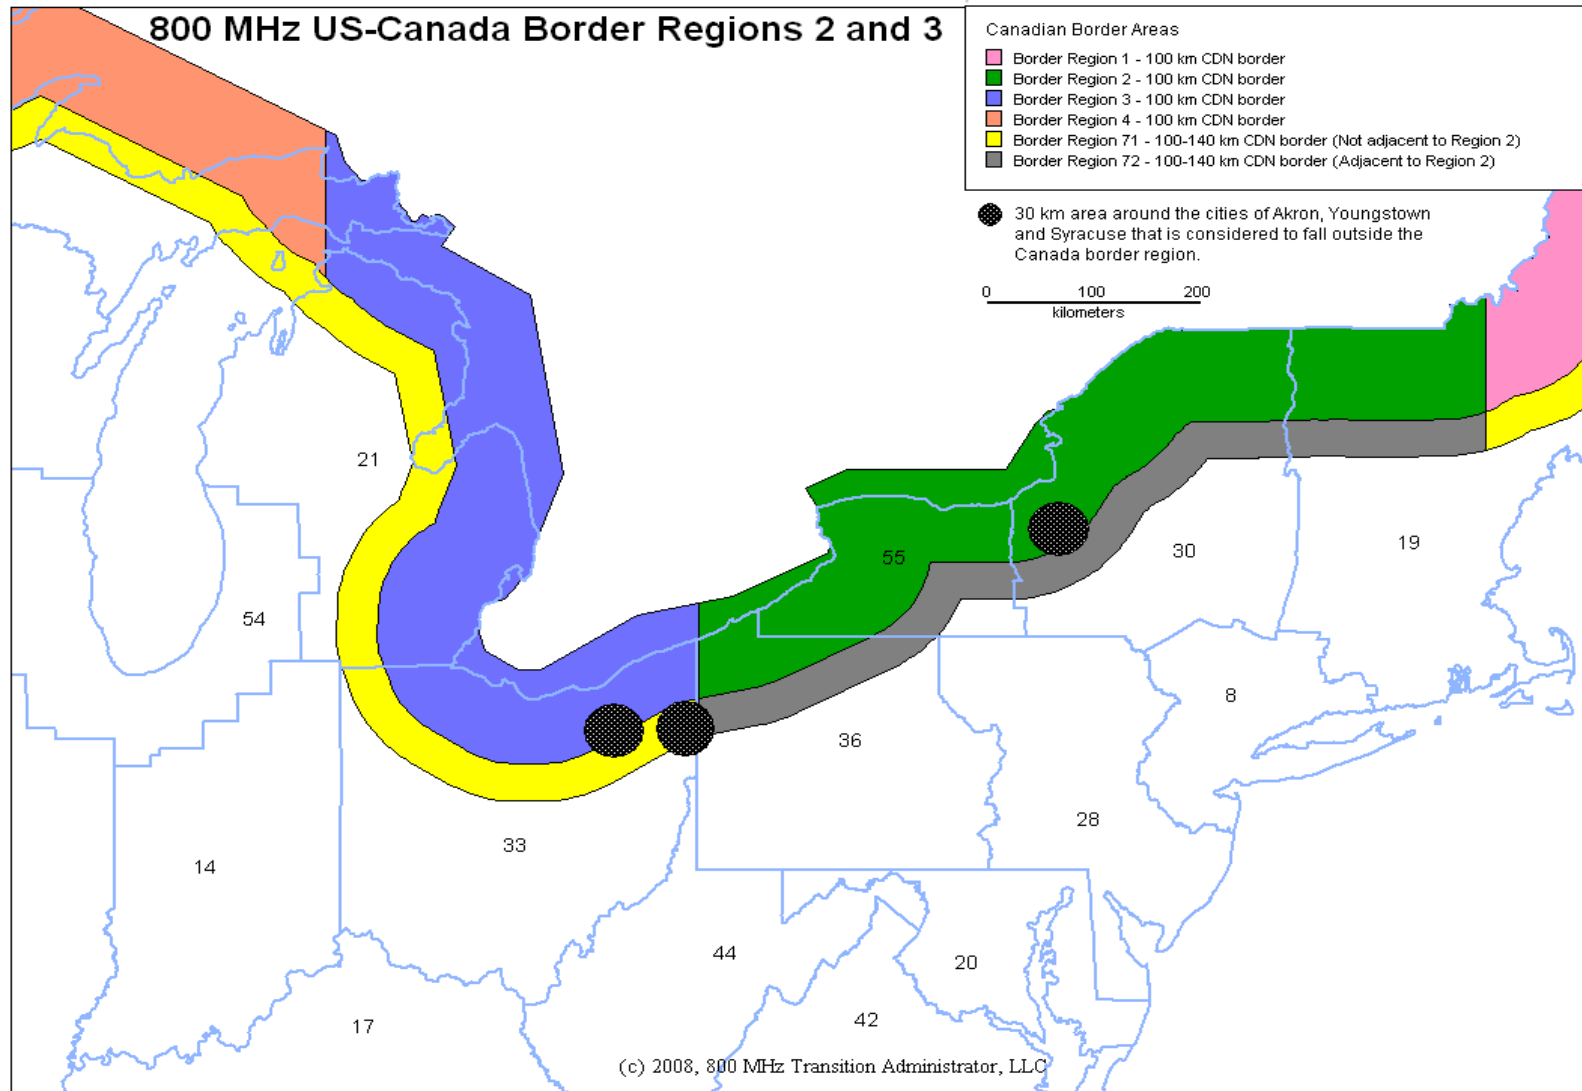 800 MHz US-Canada Border Regions 2 and 3
Canadian Border Areas
Border Region 1 - 100 km CDN border
Border Region 2 - 100 km CDN border
Border Region 3 - 100 km CDN border
Border Region 4 - 100 km CDN border
Border Region 71 - 100-140 km CDN border (Not adjacent to Region 2)
Border Region 72 - 100-140 km CDN border (Adjacent to Region 2)
30 km area around the cities of Akron, Youngstown
and Syracuse that is considered to fall outside the
Canada border region.
0 100 200
kilometers
21
55
30
19
54
8
36
28
33
14
44
20
17
42
(c) 2008, 800 MHz Transition Administrator, LLC